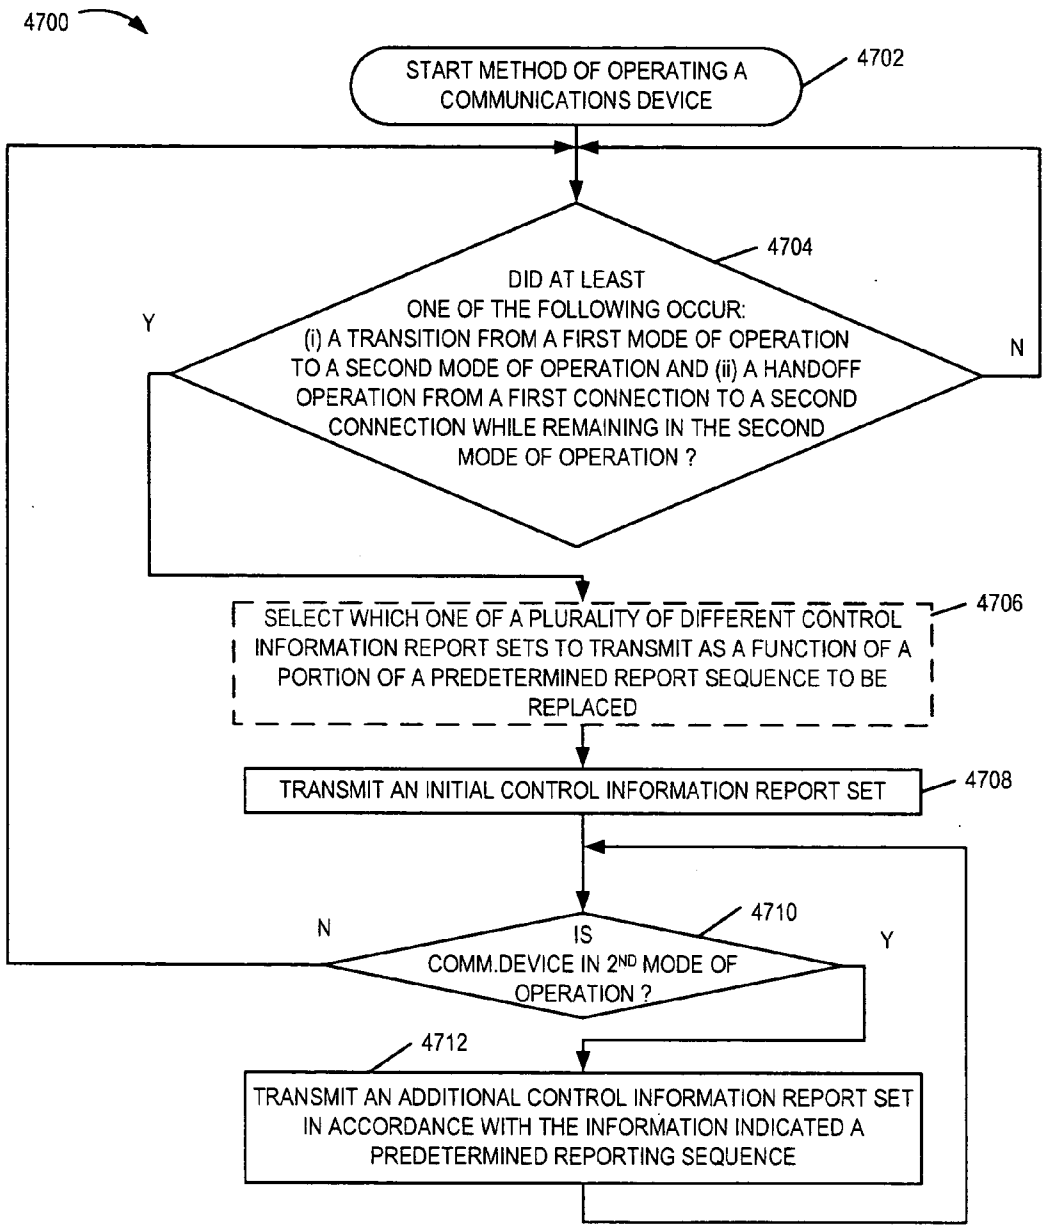 4700
START METHOD OF OPERATING A
COMMUNICATIONS DEVICE
4702
4704
DID AT LEAST
ONE OF THE FOLLOWING OCCUR:
(i) A TRANSITION FROM A FIRST MODE OF OPERATION
TO A SECOND MODE OF OPERATION AND (ii) A HANDOFF
OPERATION FROM A FIRST CONNECTION TO A SECOND
CONNECTION WHILE REMAINING IN THE SECOND
MODE OF OPERATION ?
Y
N
4706
SELECT WHICH ONE OF A PLURALITY OF DIFFERENT CONTROL
INFORMATION REPORT SETS TO TRANSMIT AS A FUNCTION OF A
PORTION OF A PREDETERMINED REPORT SEQUENCE TO BE
REPLACED
TRANSMIT AN INITIAL CONTROL INFORMATION REPORT SET
4708
4710
N
Y
IS
COMM.DEVICE IN 2ND MODE OF
OPERATION ?
4712
TRANSMIT AN ADDITIONAL CONTROL INFORMATION REPORT SET
IN ACCORDANCE WITH THE INFORMATION INDICATED A
PREDETERMINED REPORTING SEQUENCE